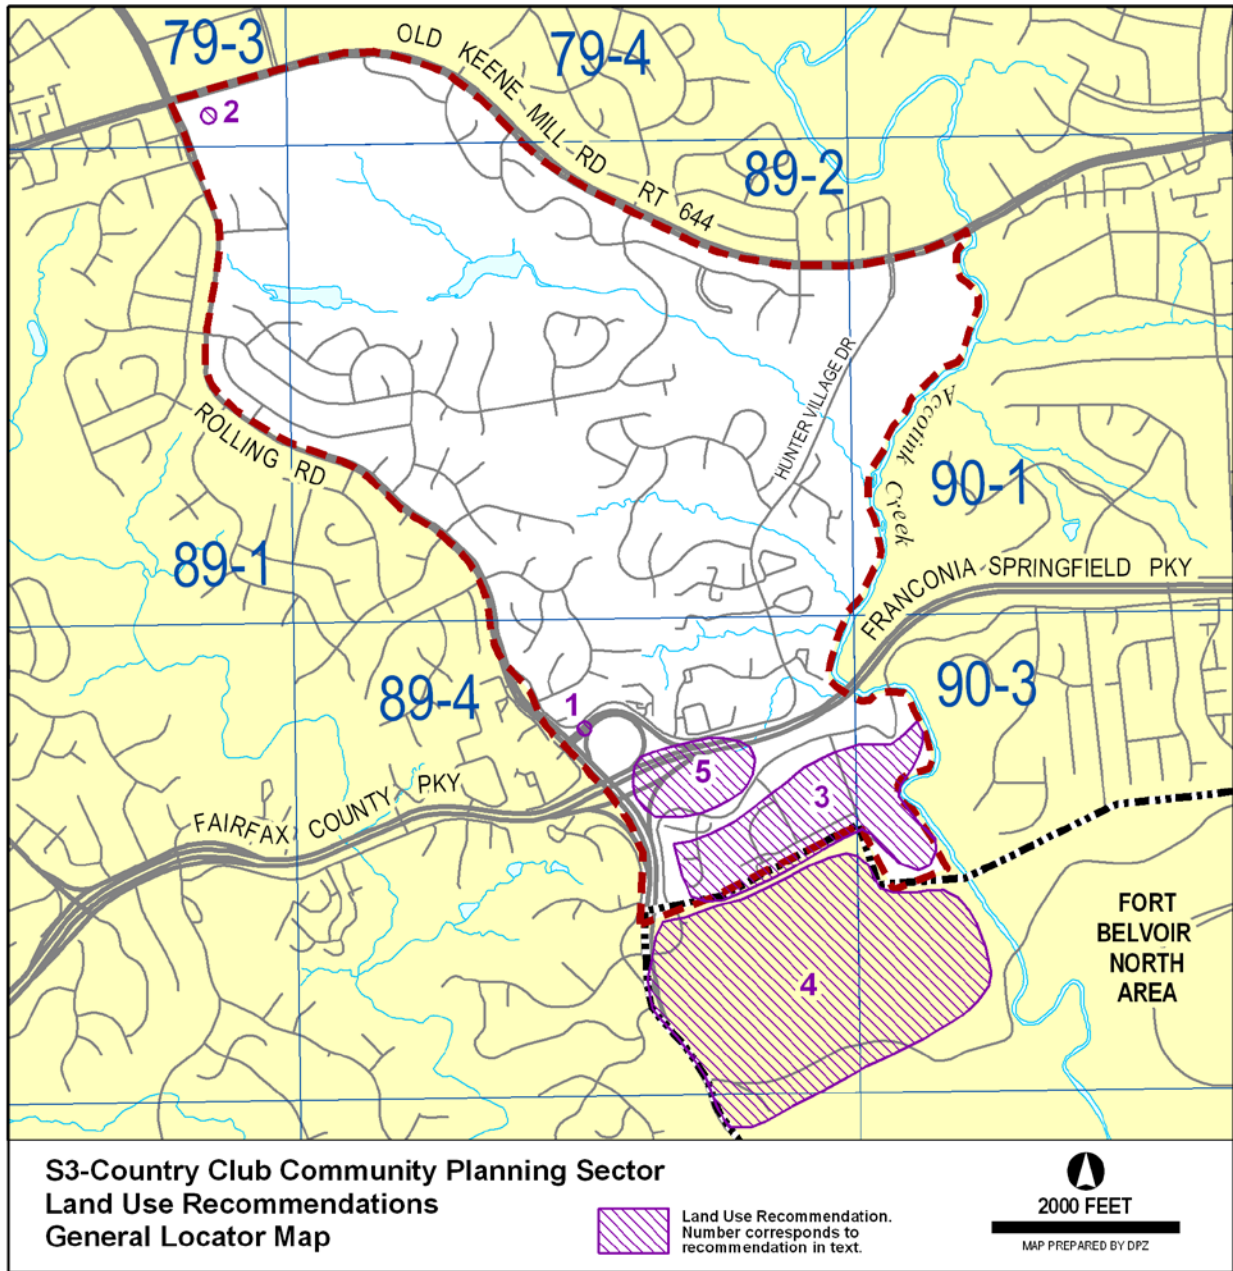 79-3
79-4
OLD KEENE MILL RD RT 644
2
89-2
HUNTER VILLAGE DR
Accotink Creek
ROLLING RD
90-1
89-1
FRANCONIA SPRINGFIELD PKY
90-3
89-4
1
5
3
FAIRFAX COUNTY PKY
FORT
BELVOIR
NORTH
AREA
4
S3-Country Club Community Planning Sector
Land Use Recommendations
General Locator Map
Land Use Recommendation.
Number corresponds to
recommendation in text.
2000 FEET
MAP PREPARED BY DPZ